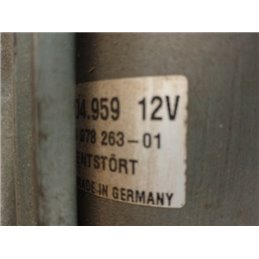 04.959 12V
978 263-01
ENTSTÖRT
MADE IN GERMANY